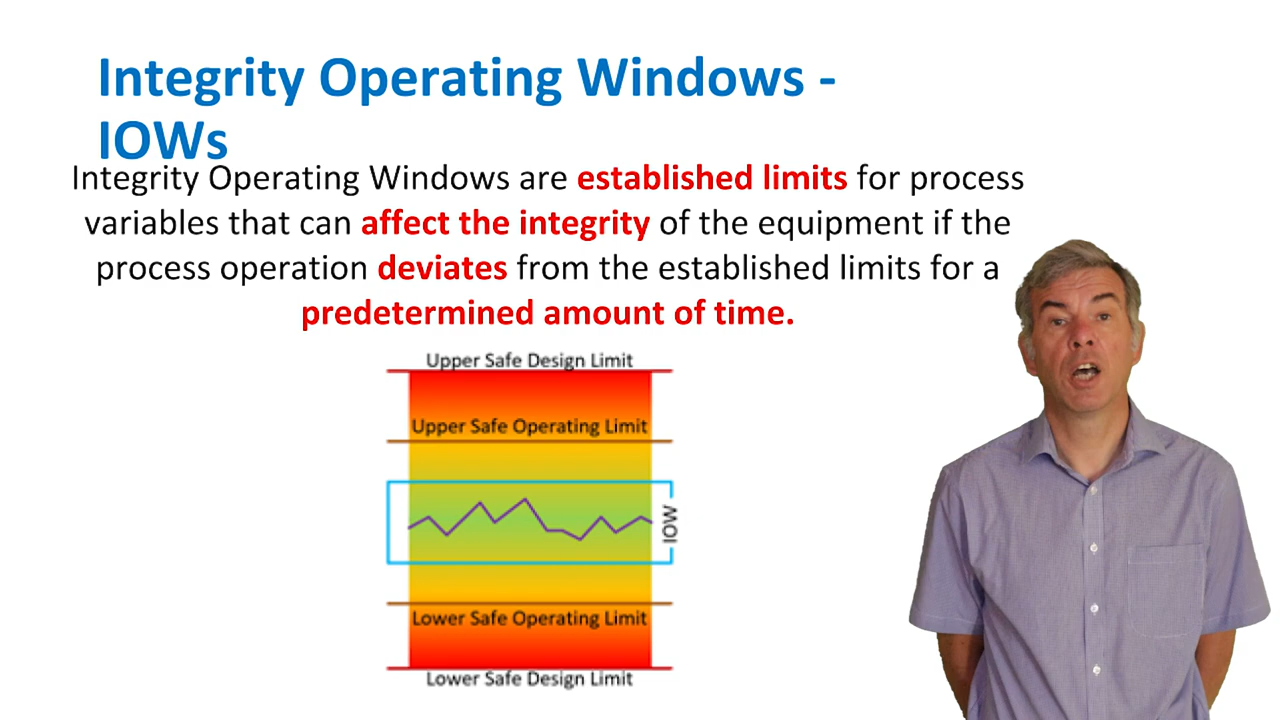 Integrity Operating Windows -
IOWs
Integrity Operating Windows are established limits for process
variables that can affect the integrity of the equipment if the
process operation deviates from the established limits for a
predetermined amount of time.
Upper Safe Design Limit
Upper Safe Operating Limit
IOW
Lower Safe Operating Limit
Lower Safe Design Limit